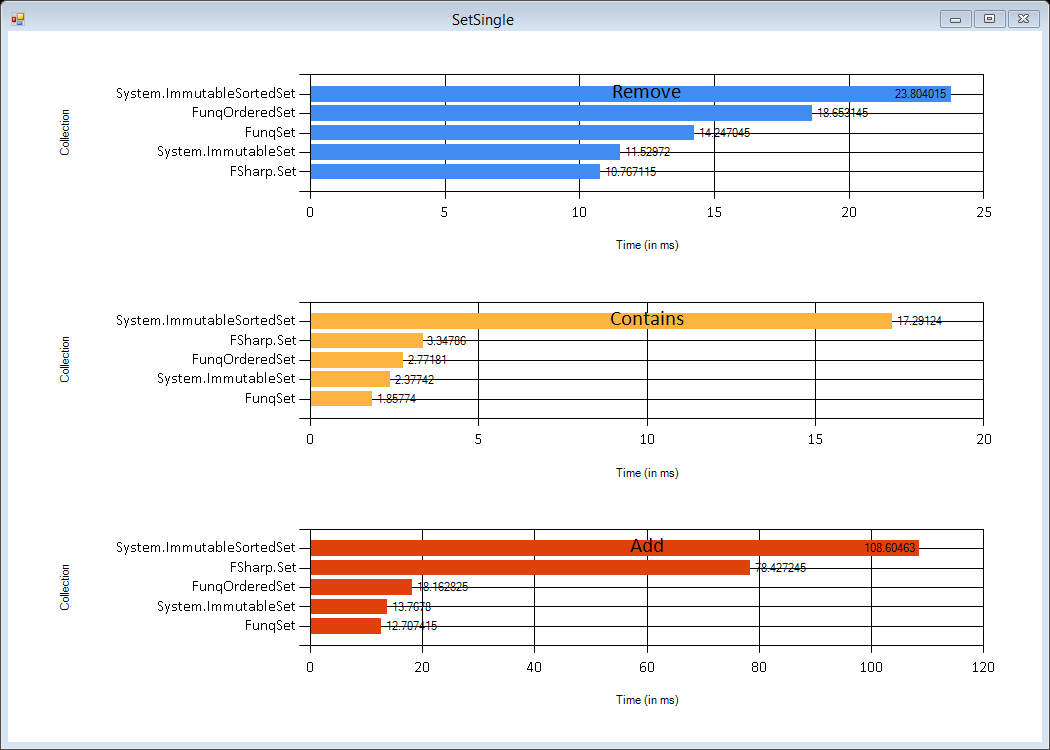 SetSingle
Remove
Collection
System.ImmutableSortedSet 23.804015
FunqOrderedSet 18.653145
FunqSet 14.247045
System.ImmutableSet 11.52972
FSharp.Set 10.767115
0 5 10 15 20 25
Time (in ms)
Contains
Collection
System.ImmutableSortedSet 17.29124
FSharp.Set 3.34786
FunqOrderedSet 2.77181
System.ImmutableSet 2.37742
FunqSet 1.85774
0 5 10 15 20
Time (in ms)
Add
Collection
System.ImmutableSortedSet 108.60463
FSharp.Set 78.427245
FunqOrderedSet 18.162825
System.ImmutableSet 13.7678
FunqSet 12.707415
0 20 40 60 80 100 120
Time (in ms)